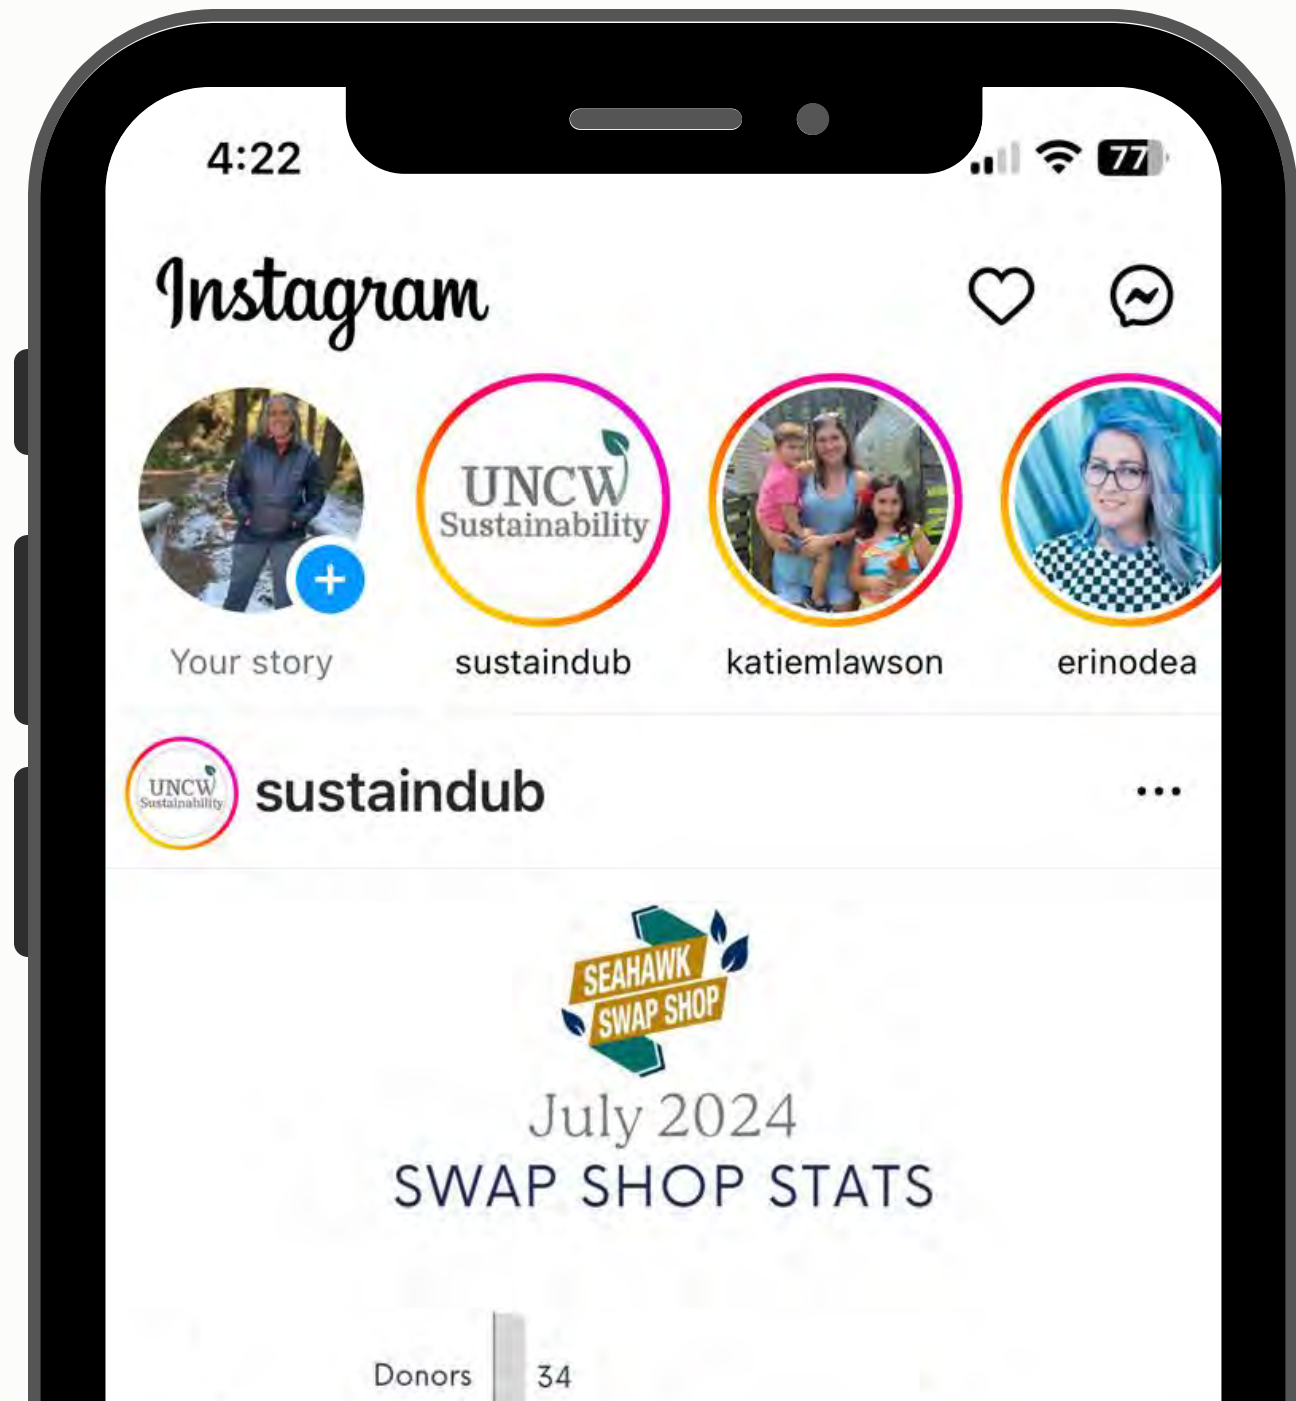 4:22
77
Instagram
UNCW
Sustainability
Your story
sustaindub
katiemlawson
erinodea
UNCW
Sustainability
sustaindub
SEAHAWK
SWAP SHOP
July 2024
SWAP SHOP STATS
Donors 34